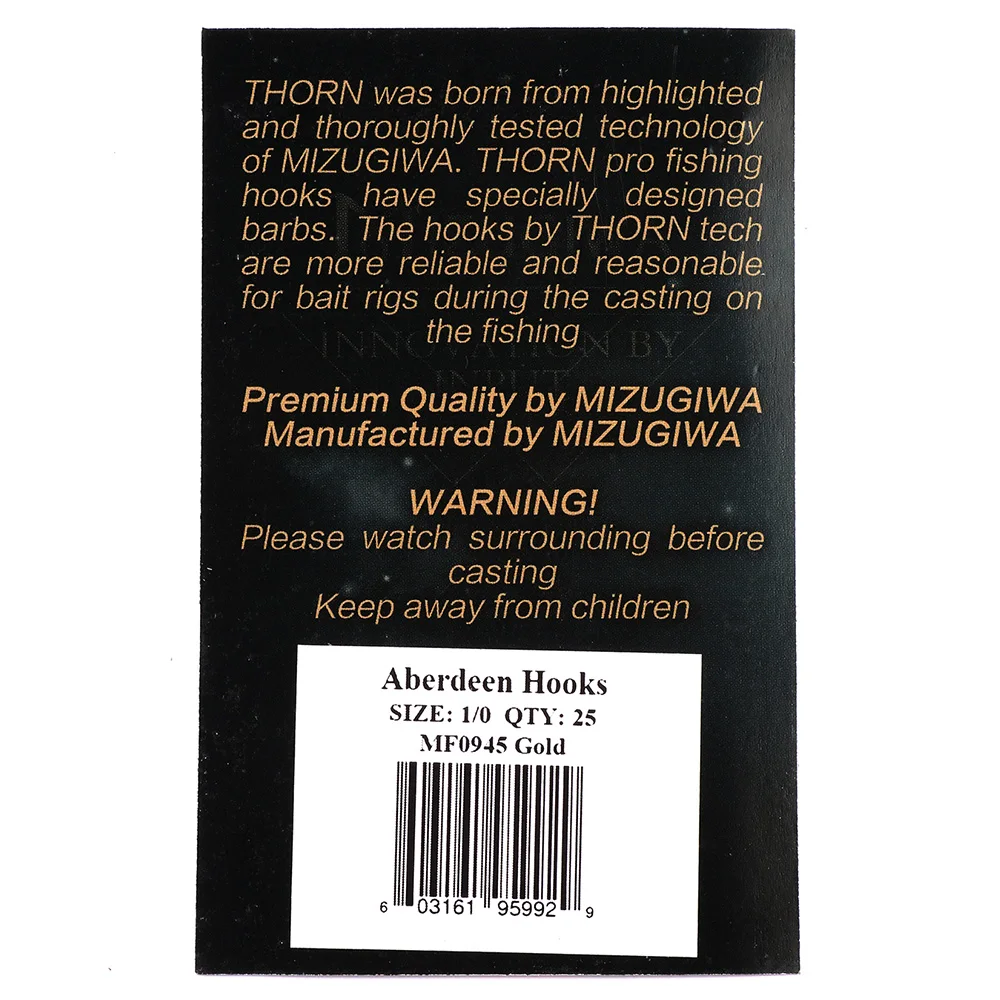 THORN was born from highlighted
and thoroughly tested technology
of MIZUGIWA. THORN pro fishing
hooks have specially designed
barbs. The hooks by THORN tech
are more reliable and reasonable
for bait rigs during the casting on
the fishing
INNOVATION BY
INPUT
Premium Quality by MIZUGIWA
Manufactured by MIZUGIWA
WARNING!
Please watch surrounding before
casting
Keep away from children
Aberdeen Hooks
SIZE: 1/0 QTY: 25
MF0945 Gold
6 03161 95992 9